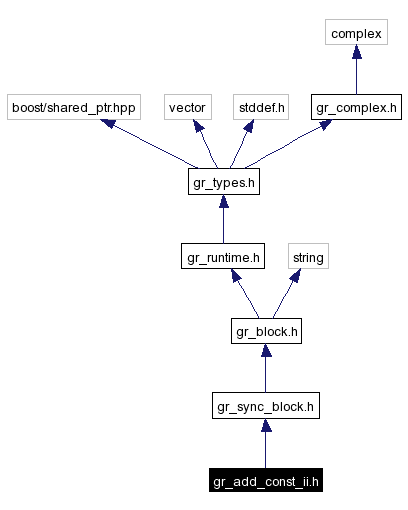 complex
boost/shared_ptr.hpp
vector
stddef.h
gr_complex.h
gr_types.h
gr_runtime.h
string
gr_block.h
gr_sync_block.h
gr_add_const_ii.h